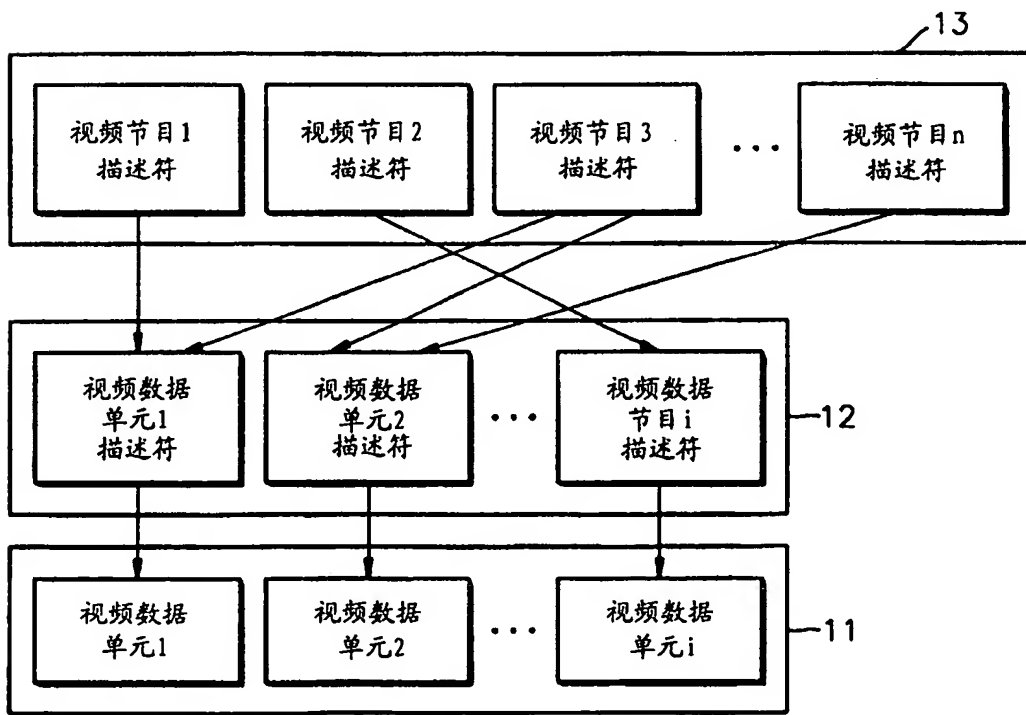 13
视频节目1
描述符
视频节目2
描述符
视频节目3
描述符
...
视频节目n
描述符
视频数据
单元1
描述符
视频数据
单元2
描述符
...
视频数据
节目i
描述符
12
视频数据
单元1
视频数据
单元2
...
视频数据
单元i
11